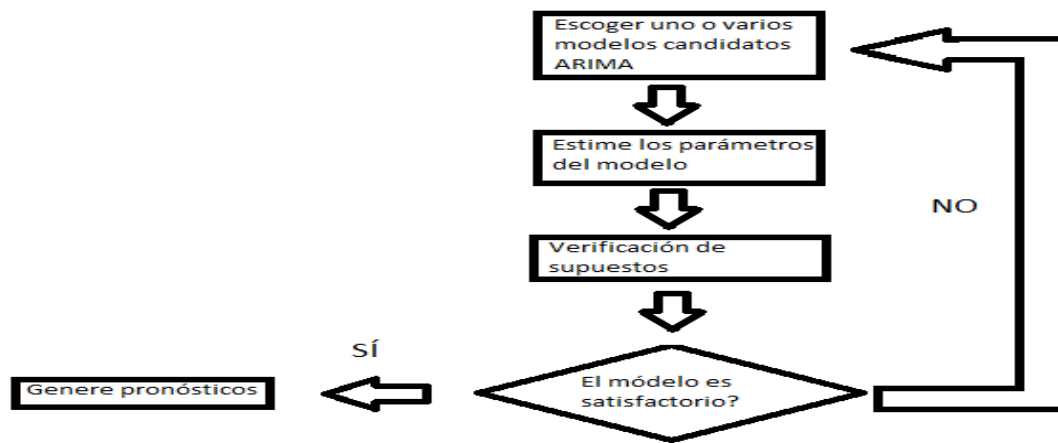 Escoger uno o varios
modelos candidatos
ARIMA
Estime los parámetros
del modelo
NO
Verificación de
supuestos
SÍ
El módelo es
satisfactorio?
Genere pronósticos